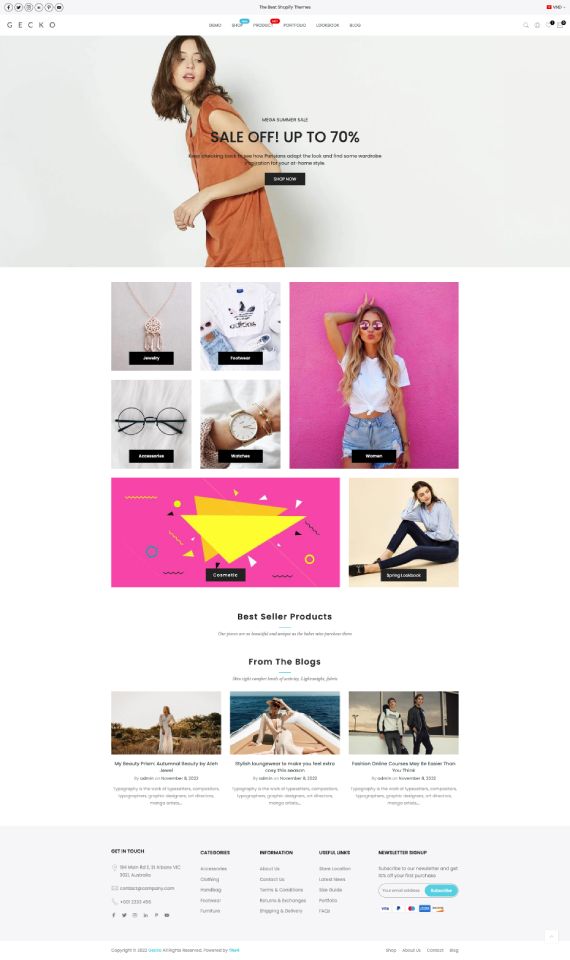 The Best Shopify Themes
VND
GECKO
DEMO
SHOP
PRODUCT
PORTFOLIO
LOOKBOOK
BLOG
MEGA SUMMER SALE
SALE OFF! UP TO 70%
Keep checking back to see how Parisians adapt the look and find some wardrobe
inspiration for your at-home style.
SHOP NOW
adidas
Jewelry
Footwear
Accessories
Watches
Women
Cosmetic
Spring Lookbook
Best Seller Products
Our pieces are as beautiful and unique as the babes who purchase them
From The Blogs
Skin tight comfort levels of activity. Lightweight, fabric
My Beauty Prism: Autumnal Beauty by Ateh
Jewel
By admin on November 8, 2022
Typography is the work of typesetters, compositors,
typographers, graphic designers, art directors,
manga artists...
Stylish loungewear to make you feel extra
cosy this season
By admin on November 8, 2022
Typography is the work of typesetters, compositors,
typographers, graphic designers, art directors,
manga artists...
Fashion Online Courses May Be Easier Than
You Think
By admin on November 8, 2022
Typography is the work of typesetters, compositors,
typographers, graphic designers, art directors,
manga artists...
GET IN TOUCH
184 Main Rd E, St Albans VIC
3021, Australia
contact@company.com
+001 2233 456
CATEGORIES
Accessories
Clothing
Handbag
Footwear
Furniture
INFORMATION
About Us
Contact Us
Terms & Conditions
Returns & Exchanges
Shipping & Delivery
USEFUL LINKS
Store Location
Latest News
Size Guide
Portfolio
FAQs
NEWSLETTER SIGNUP
Subscribe to our newsletter and get
10% off your first purchase
Your email address
Subscribe
VISA
Copyright © 2022 Gecko All Rights Reserved. Powered by
Shop
About Us
Contact
Blog